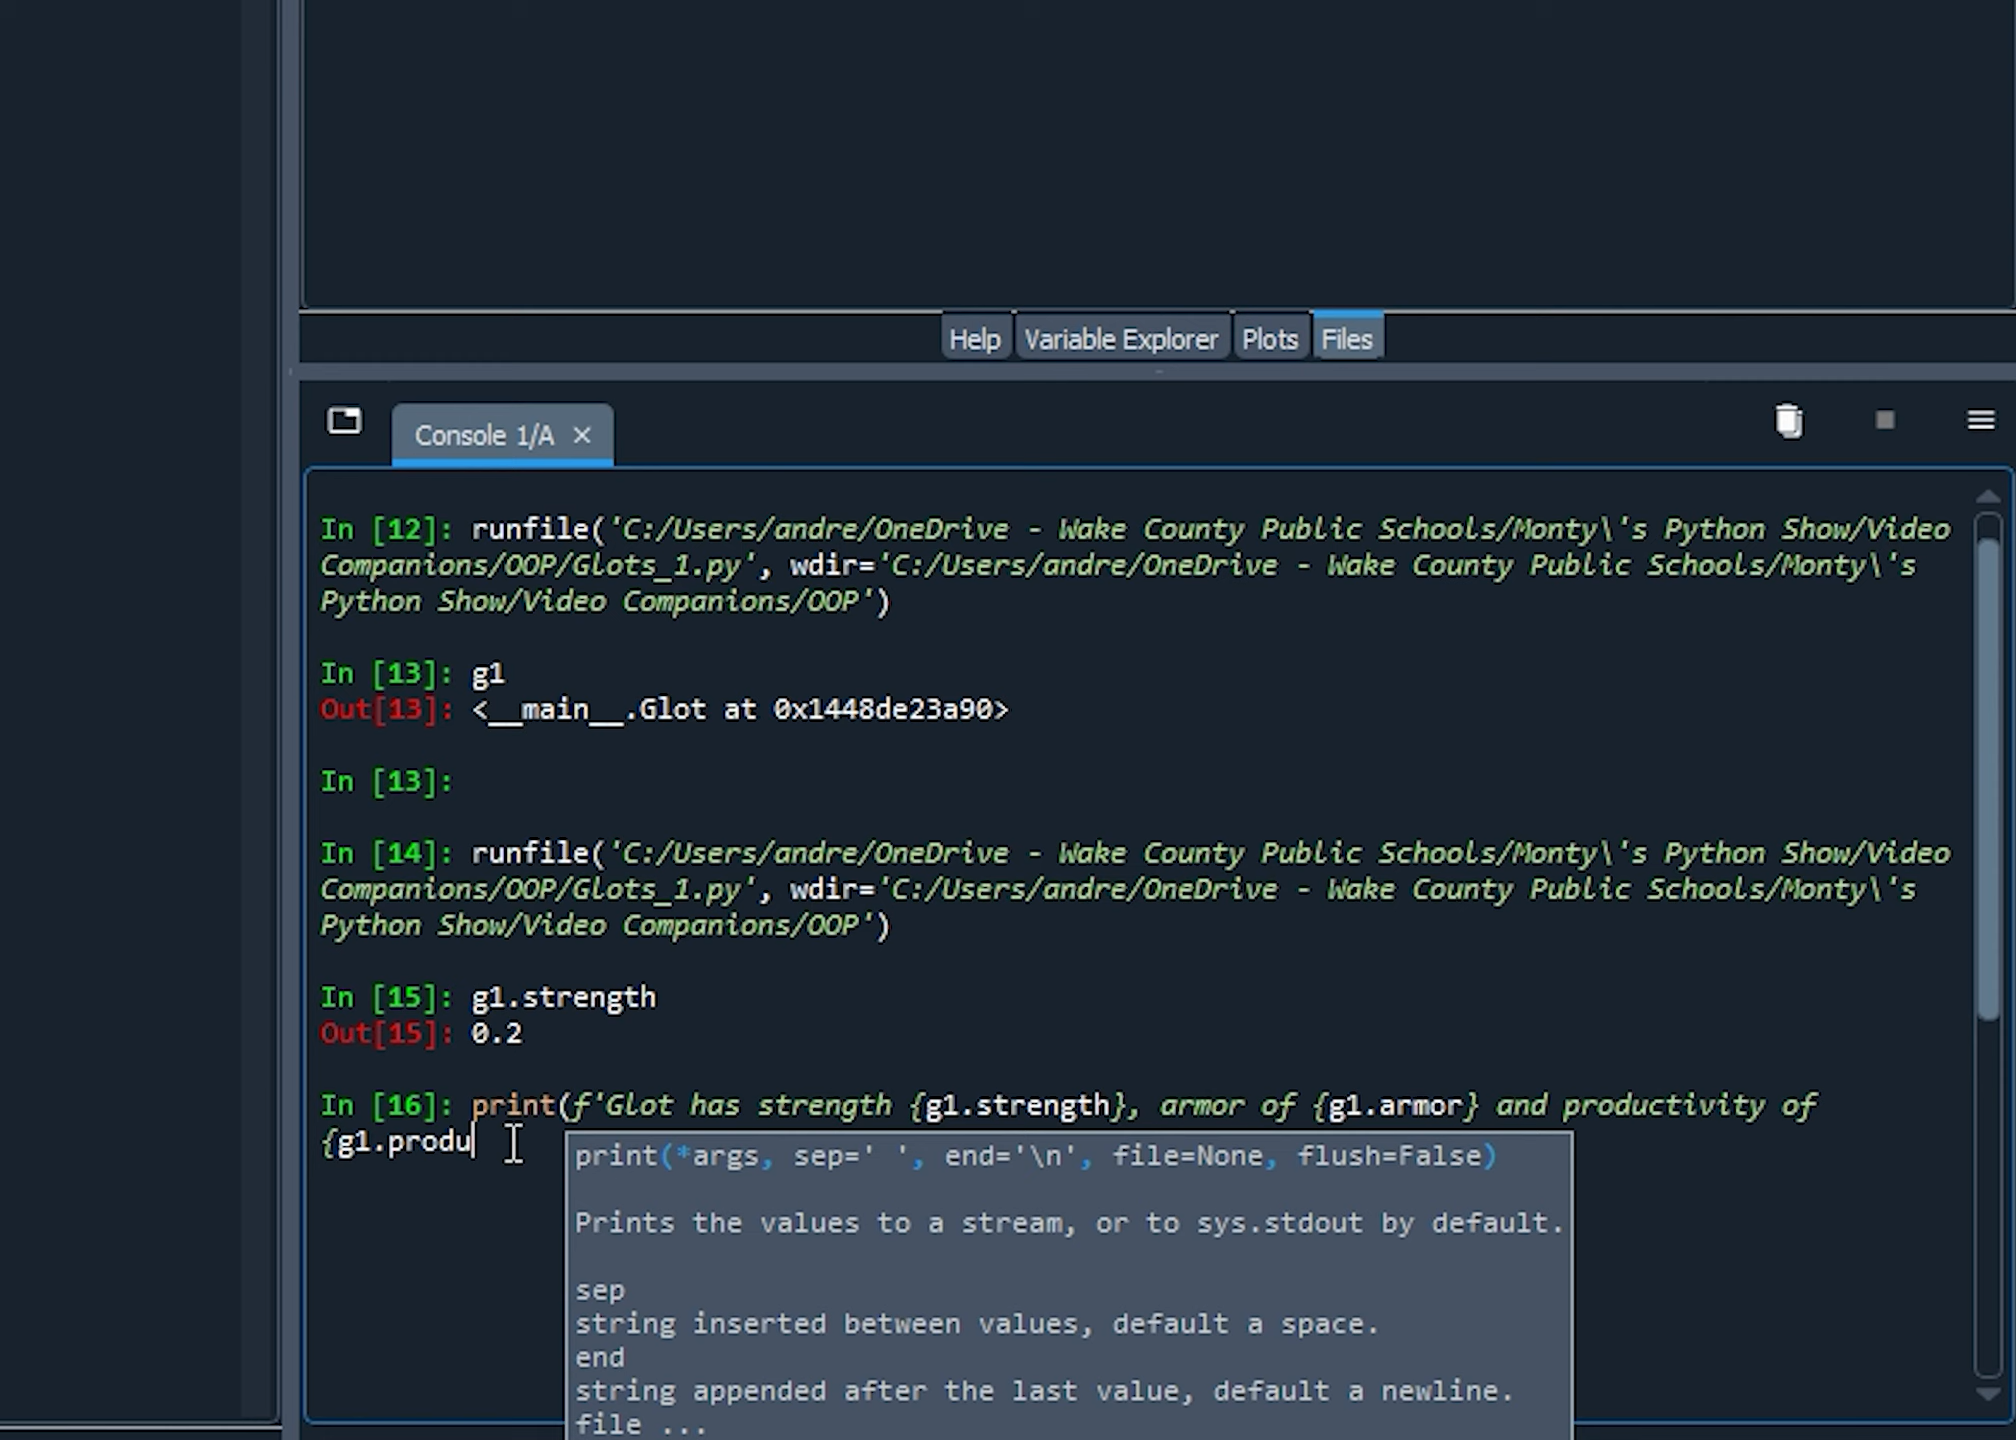 Help Variable Explorer Plots Files
Console 1/A
In [12]: runfile('C:/Users/andre/OneDrive - Wake County Public Schools/Monty\'s Python Show/Video
Companions/OOP/Glots_1.py', wdir='C:/Users/andre/OneDrive - Wake County Public Schools/Monty\'s
Python Show/Video Companions/OOP')
In [13]: g1
Out[13]: <__main__.Glot at 0x1448de23a90>
In [13]:
In [14]: runfile('C:/Users/andre/OneDrive - Wake County Public Schools/Monty\'s Python Show/Video
Companions/OOP/Glots_1.py', wdir='C:/Users/andre/OneDrive - Wake County Public Schools/Monty\'s
Python Show/Video Companions/OOP')
In [15]: g1.strength
Out[15]: 0.2
In [16]: print(f'Glot has strength {g1.strength}, armor of {g1.armor} and productivity of
{g1.produ
print(*args, sep=' ', end='\n', file=None, flush=False)
Prints the values to a stream, or to sys.stdout by default.
sep
string inserted between values, default a space.
end
string appended after the last value, default a newline.
file ...